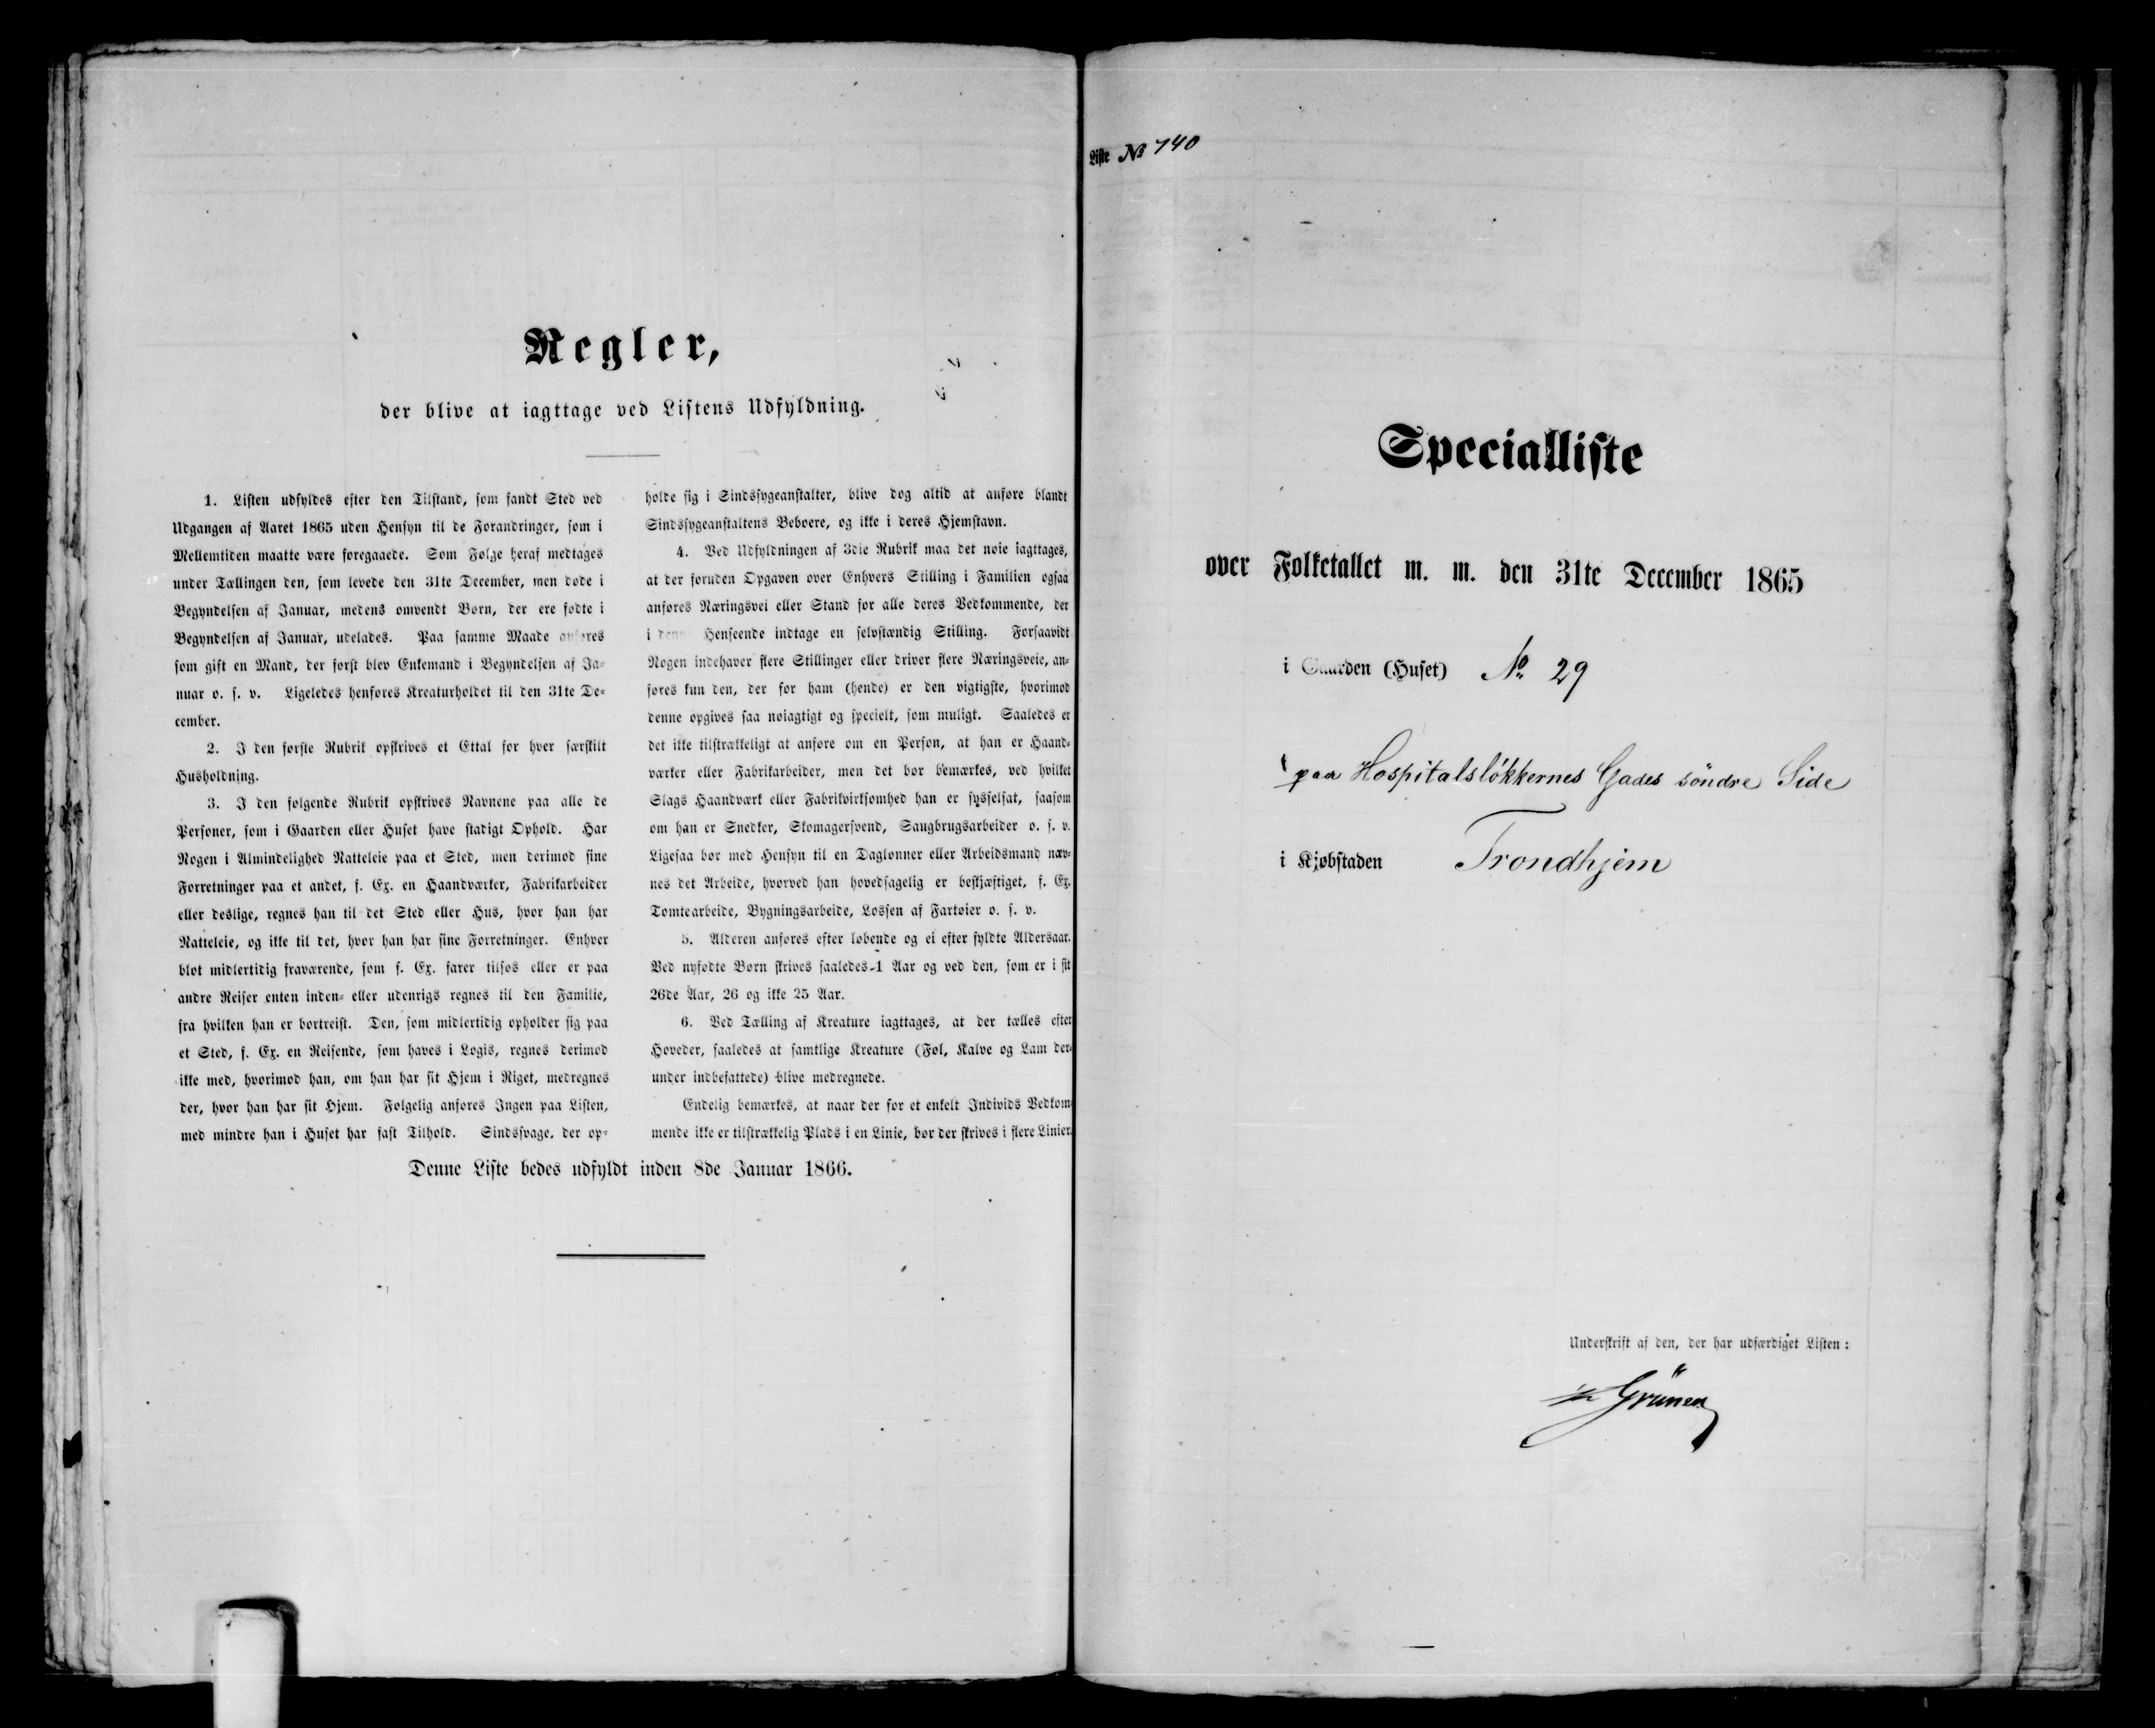 Regler,
der blive at iagttage ved Listens Udfyldning.
1. Listen udfyldes efter den Tilstand, som fandt Sted ved
Udgangen af Aaret 1865 uden Hensyn til de Forandringer, som i
Mellemtiden maatte være foregaaede. Som Følge heraf medtages
under Tællingen den, som levede den 31te December, men døde i
Begyndelsen af Januar, medens omvendt Børn, der ere fødte i
Begyndelsen af Januar, udelades. Paa samme Maade anføres
som gift en Mand, der først blev Enkemand i Begyndelsen af Ja-
nuar o. s. v. Ligeledes henføres Kreaturholdet til den 31te De-
cember.
2. I den første Rubrik opskrives et Ettal for hver særskilt
Husholdning.
3. I den følgende Rubrik opskrives Navnene paa alle de
Personer, som i Gaarden eller Huset have stadigt Ophold. Har
Nogen i Almindelighed Natteleie paa et Sted, men derimod sine
Forretninger paa et andet, f. Ex. en Haandværker, Fabrikarbeider
eller deslige, regnes han til det Sted eller Hus, hvor han har
Natteleie, og ikke til det, hvor han har sine Forretninger. Enhver
blot midlertidig fraværende, som f. Ex. farer tilsøs eller er paa
andre Reiser enten inden- eller udenrigs regnes til den Familie,
fra hvilken han er bortreist. Den, som midlertidig opholder sig paa
et Sted, f. Ex. en Reisende, som haves i Logis, regnes derimod
ikke med, hvorimod han, om han har sit Hjem i Riget, medregnes
der, hvor han har sit Hjem. Følgelig anføres Ingen paa Listen,
med mindre han i Huset har fast Tilhold. Sindssvage, der op-
holde sig i Sindssygeanstalter, blive dog altid at anføre blandt
Sindssygeanstaltens Beboere, og ikke i deres Hjemstavn.
4. Ved Udfyldningen af 3die Rubrik maa det nøie iagttages,
at der foruden Opgaven over Enhvers Stilling i Familien ogsaa
anføres Næringsvei eller Stand for alle deres Vedkommende, der
i denne Henseende indtage en selvstændig Stilling. Forsaavidt
Nogen indehaver flere Stillinger eller driver flere Næringsveie, an-
føres kun den, der for ham (hende) er den vigtigste, hvorimod
denne opgives saa nøiagtigt og specielt, som muligt. Saaledes er
det ikke tilstrækkeligt at anføre om en Person, at han er Haand-
værker eller Fabrikarbeider, men det bør bemærkes, ved hvilket
Slags Haandværk eller Fabrikvirksomhed han er sysselsat, saasom
om han er Snedker, Skomagersvend, Saugbrugsarbeider o. s. v.
Ligesaa bør med Hensyn til en Daglønner eller Arbeidsmand næv-
nes det Arbeide, hvorved han hovedsagelig er beskjæftiget, f. Ex.
Tomtearbeide, Bygningsarbeide, Lossen af Fartøier o. s. v.
5. Alderen anføres efter løbende og ei efter fyldte Aldersaar.
Ved nyfødte Børn skrives saaledes 1 Aar og ved den, som er i sit
26de Aar, 26 og ikke 25 Aar.
6. Ved Tælling af Kreature iagttages, at der tælles efter
Hoveder, saaledes at samtlige Kreature (Føl, Kalve og Lam der-
under indbefattede) blive medregnede.
Endelig bemærkes, at naar der for et enkelt Individs Vedkom-
mende ikke er tilstrækkelig Plads i en Linie, bør der skrives i flere Linier.
Denne Liste bedes udfyldt inden 8de Januar 1866.
Liste No 740
Specialliste
over Folketallet m. m. den 31te December 1865
i Gaarden (Huset) No 29
paa Hospitalsløkkernes Gades söndre Side
i Kjøbstaden Trondhjem
Underskrift af den, der har udfærdiget Listen:
Grüner